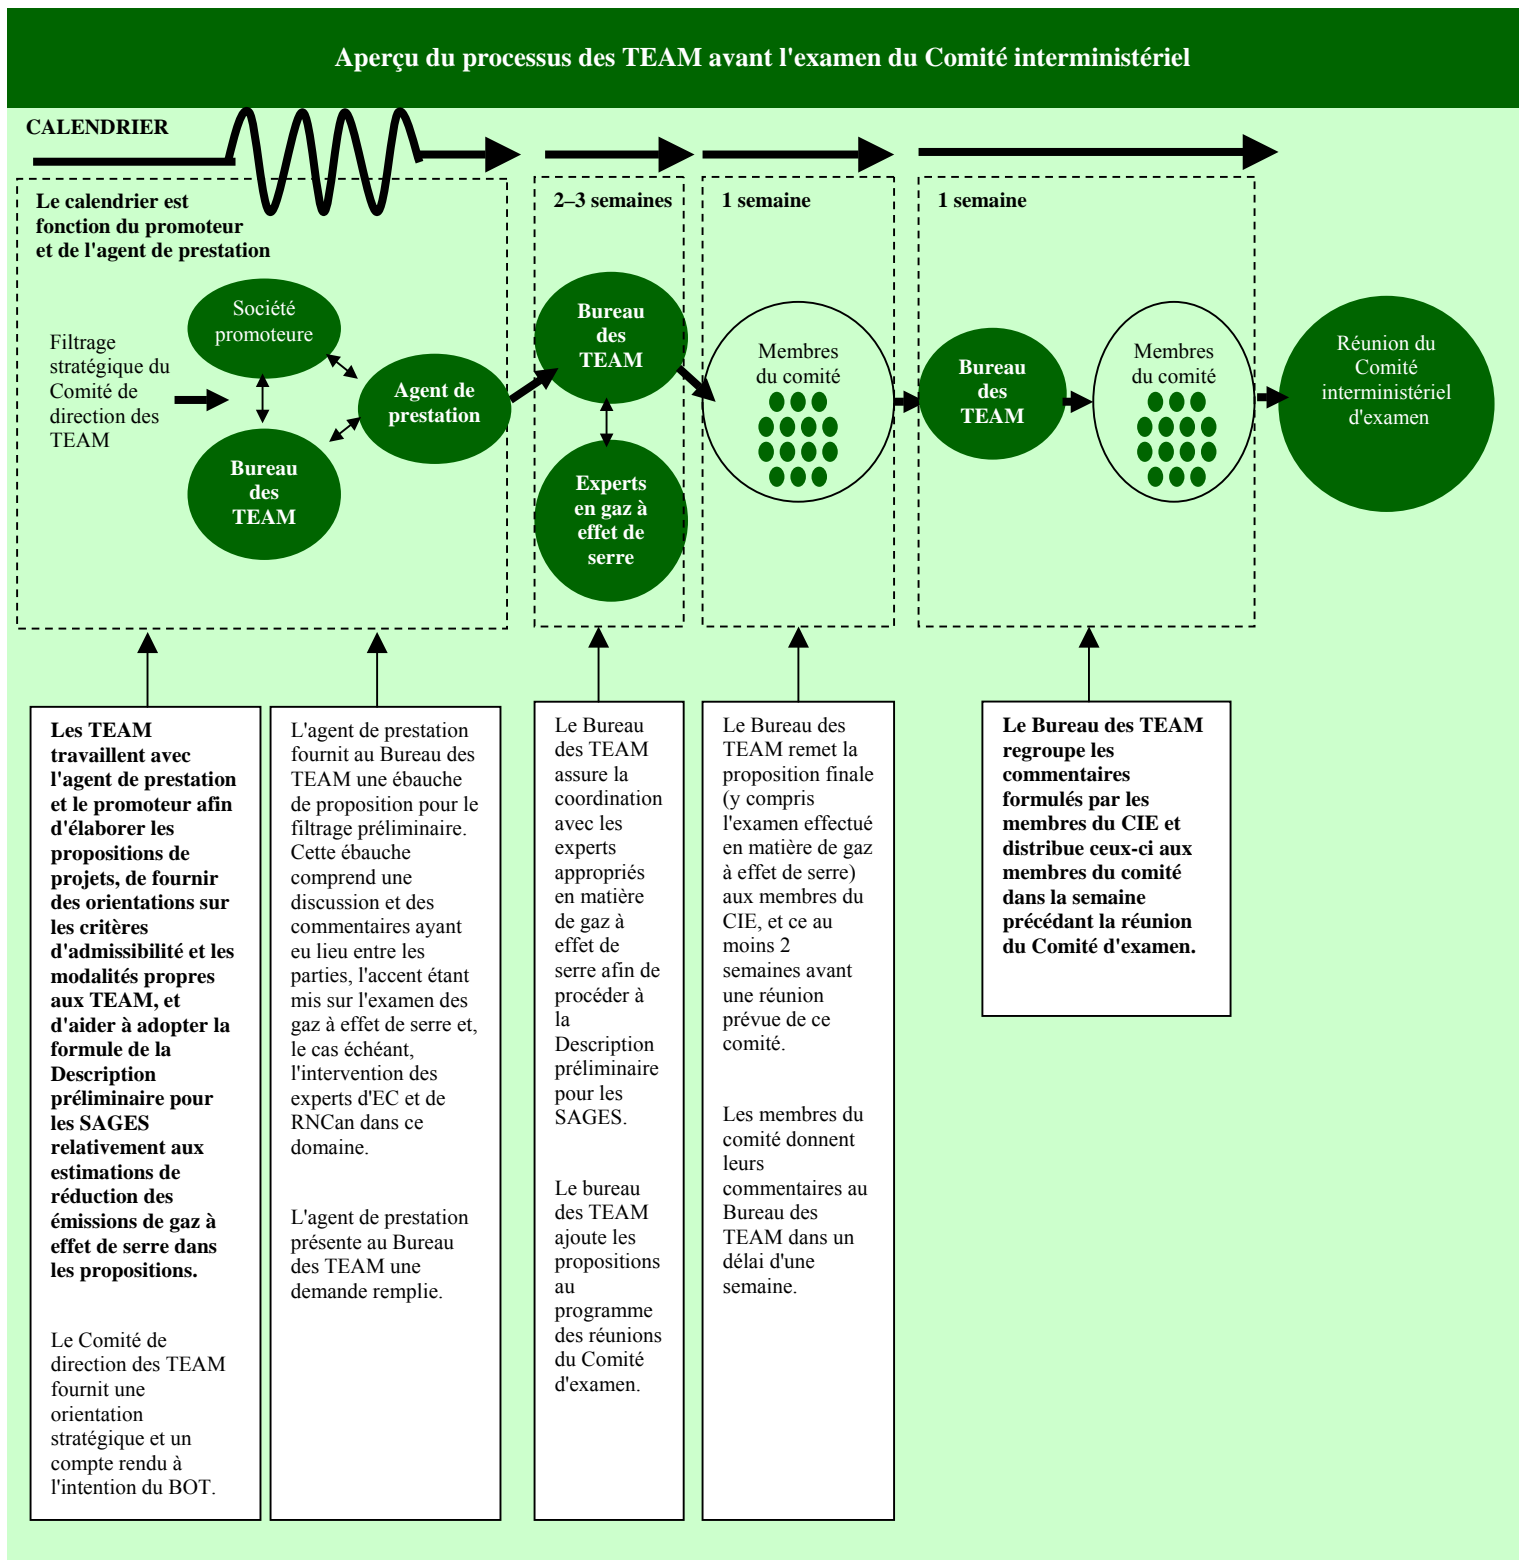 Aperçu du processus des TEAM avant l'examen du Comité interministériel
CALENDRIER
Le calendrier est
fonction du promoteur
et de l'agent de prestation
2–3 semaines
1 semaine
1 semaine
Filtrage
stratégique du
Comité de
direction des
TEAM
Société
promoteure
Bureau
des
TEAM
Agent de
prestation
Bureau
des
TEAM
Experts
en gaz à
effet de
serre
Membres
du comité
Bureau
des
TEAM
Membres
du comité
Réunion du
Comité
interministériel
d'examen
Les TEAM
travaillent avec
l'agent de prestation
et le promoteur afin
d'élaborer les
propositions de
projets, de fournir
des orientations sur
les critères
d'admissibilité et les
modalités propres
aux TEAM, et
d'aider à adopter la
formule de la
Description
préliminaire pour
les SAGES
relativement aux
estimations de
réduction des
émissions de gaz à
effet de serre dans
les propositions.
Le Comité de
direction des TEAM
fournit une
orientation
stratégique et un
compte rendu à
l'intention du BOT.
L'agent de prestation
fournit au Bureau des
TEAM une ébauche
de proposition pour le
filtrage préliminaire.
Cette ébauche
comprend une
discussion et des
commentaires ayant
eu lieu entre les
parties, l'accent étant
mis sur l'examen des
gaz à effet de serre et,
le cas échéant,
l'intervention des
experts d'EC et de
RNCan dans ce
domaine.
L'agent de prestation
présente au Bureau
des TEAM une
demande remplie.
Le Bureau
des TEAM
assure la
coordination
avec les
experts
appropriés
en matière
de gaz à
effet de
serre afin de
procéder à
la
Description
préliminaire
pour les
SAGES.
Le bureau
des TEAM
ajoute les
propositions
au
programme
des réunions
du Comité
d'examen.
Le Bureau des
TEAM remet la
proposition finale
(y compris
l'examen effectué
en matière de gaz
à effet de serre)
aux membres du
CIE, et ce au
moins 2
semaines avant
une réunion
prévue de ce
comité.
Les membres du
comité donnent
leurs
commentaires au
Bureau des
TEAM dans un
délai d'une
semaine.
Le Bureau des TEAM
regroupe les
commentaires
formulés par les
membres du CIE et
distribue ceux-ci aux
membres du comité
dans la semaine
précédant la réunion
du Comité d'examen.